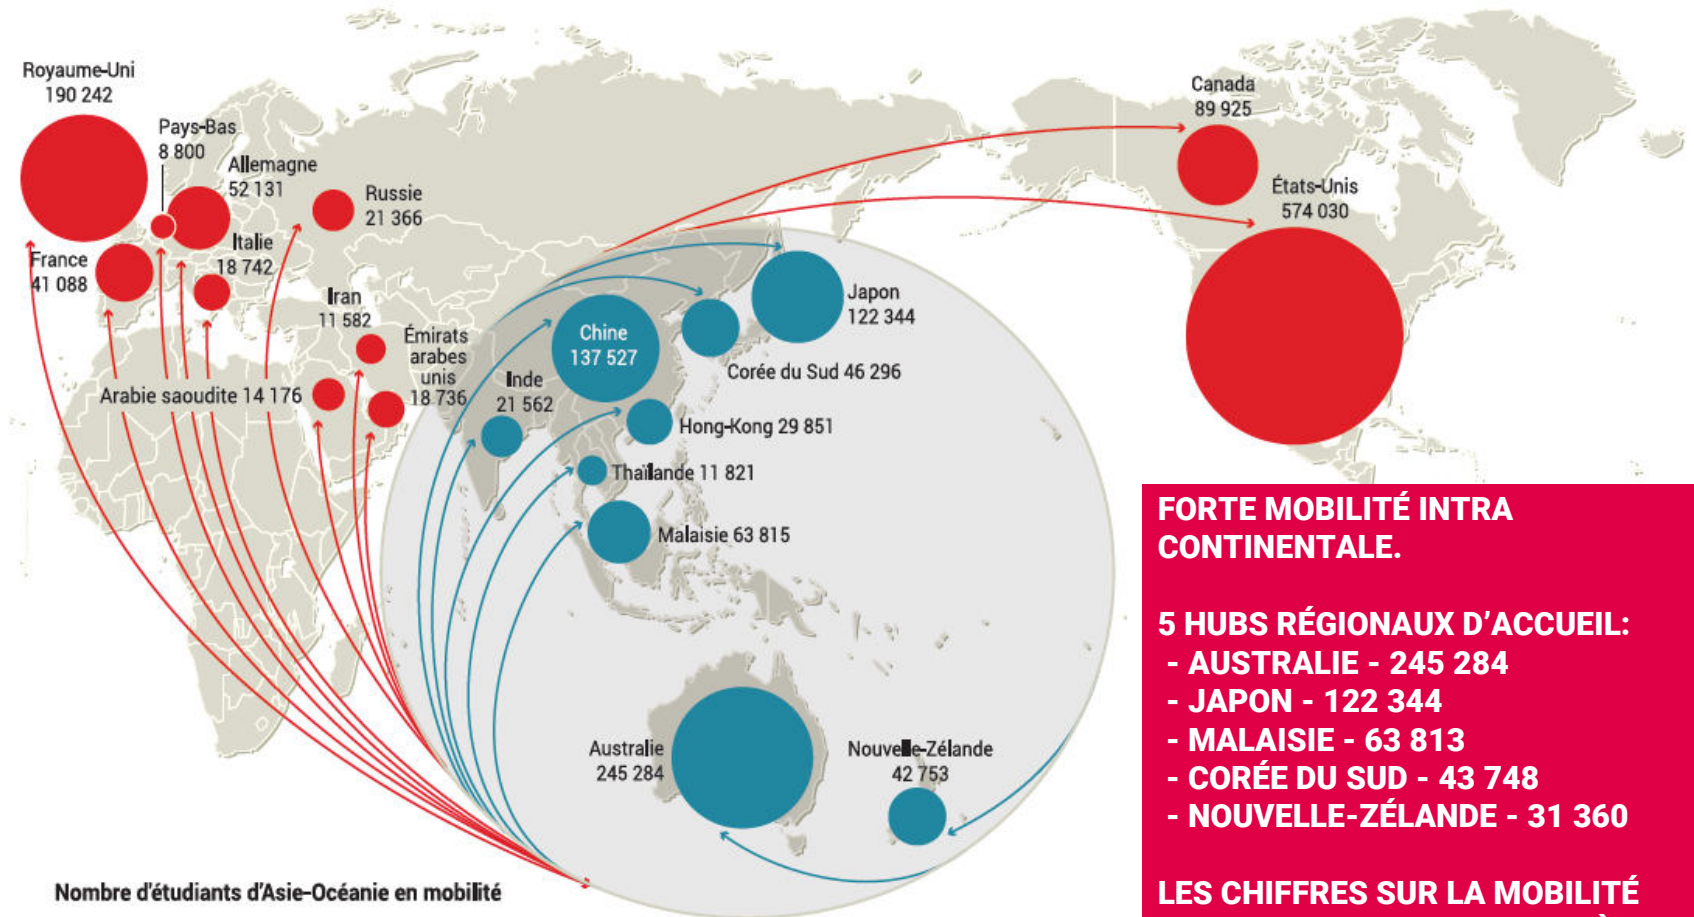 Royaume-Uni
190 242
Pays-Bas
8 800
Allemagne
52 131
Russie
21 366
France
41 088
Italie
18 742
Iran
11 582
Émirats
arabes
unis
18 736
Arabie saoudite 14 176
Canada
89 925
États-Unis
574 030
Chine
137 527
Japon
122 344
Corée du Sud 46 296
Inde
21 562
Hong-Kong 29 851
Thaïlande 11 821
Malaisie 63 815
Australie
245 284
Nouvelle-Zélande
42 753
Nombre d'étudiants d'Asie-Océanie en mobilité
FORTE MOBILITÉ INTRA
CONTINENTALE.
5 HUBS RÉGIONAUX D'ACCUEIL:
- AUSTRALIE - 245 284
- JAPON - 122 344
- MALAISIE - 63 813
- CORÉE DU SUD - 43 748
- NOUVELLE-ZÉLANDE - 31 360
LES CHIFFRES SUR LA MOBILITÉ